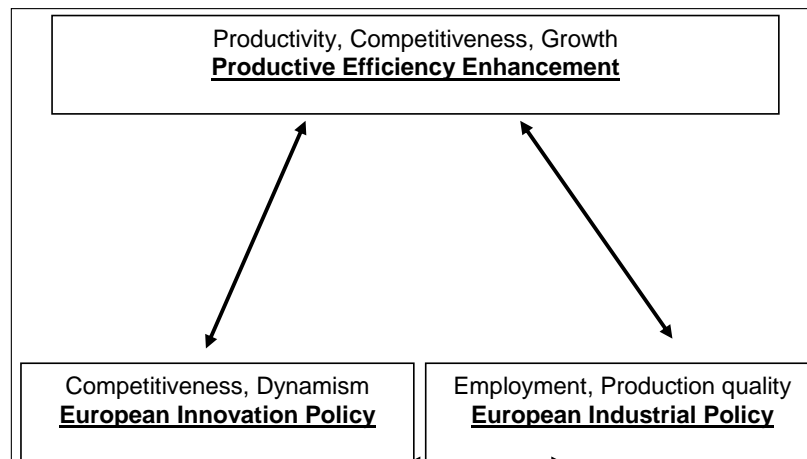 Productivity, Competitiveness, Growth
Productive Efficiency Enhancement
Competitiveness, Dynamism
European Innovation Policy
Employment, Production quality
European Industrial Policy